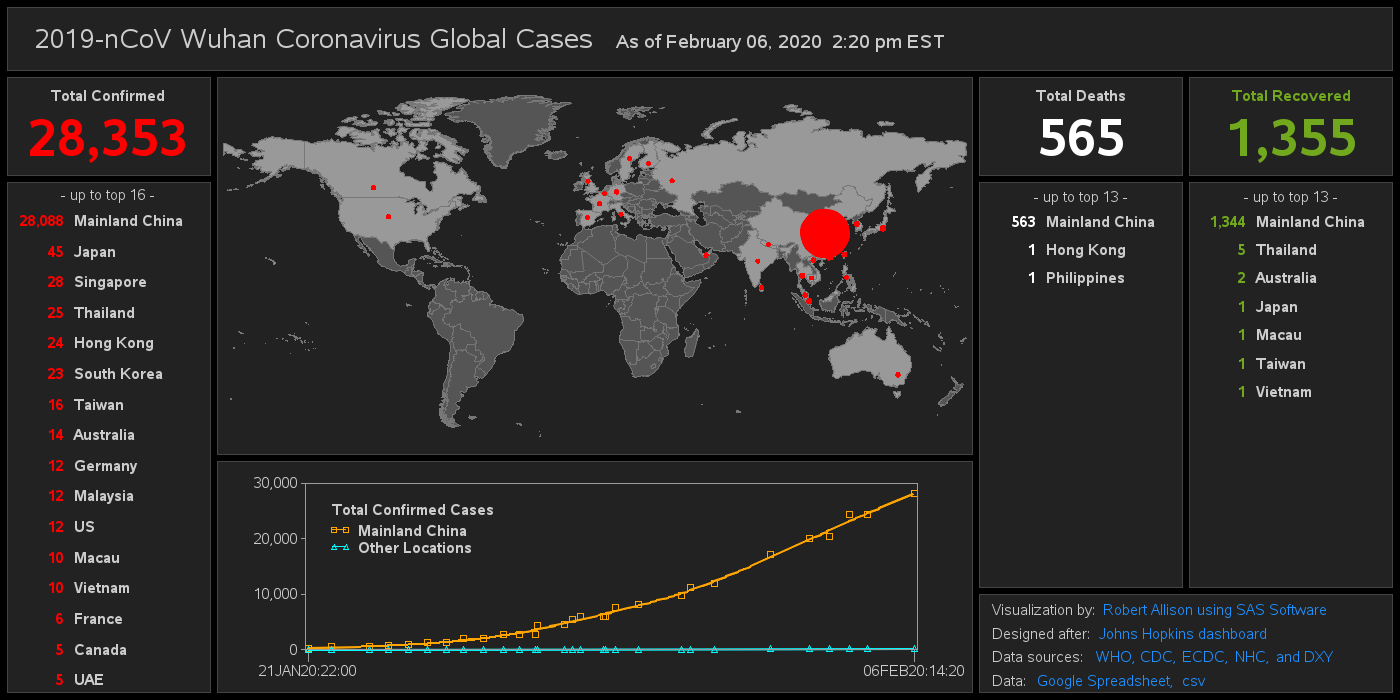 2019-nCoV Wuhan Coronavirus Global Cases As of February 06, 2020 2:20 pm EST
Total Confirmed
28,353
- up to top 16 -
28,088 Mainland China
45 Japan
28 Singapore
25 Thailand
24 Hong Kong
23 South Korea
16 Taiwan
14 Australia
12 Germany
12 Malaysia
12 US
10 Macau
10 Vietnam
6 France
5 Canada
5 UAE
30,000
20,000
10,000
0
Total Confirmed Cases
Mainland China
Other Locations
21JAN20:22:00
06FEB20:14:20
Total Deaths
565
- up to top 13 -
563 Mainland China
1 Hong Kong
1 Philippines
Total Recovered
1,355
- up to top 13 -
1,344 Mainland China
5 Thailand
2 Australia
1 Japan
1 Macau
1 Taiwan
1 Vietnam
Visualization by: Robert Allison using SAS Software
Designed after: Johns Hopkins dashboard
Data sources: WHO, CDC, ECDC, NHC, and DXY
Data: Google Spreadsheet, csv